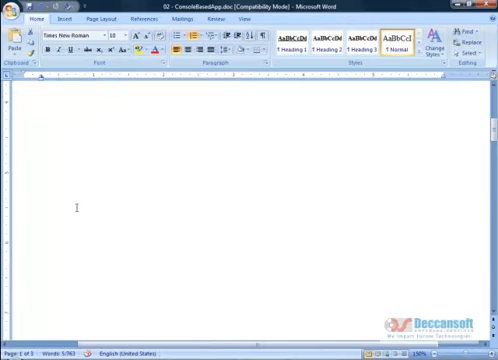 02 - ConsoleBasedApp.doc [Compatibility Mode] - Microsoft Word
Home Insert Page Layout References Mailings Review View
Paste
Times New Roman 10
AaBbCcDd AaBbCcDd AaBbCcDd AaBbCcI
¶ Heading 1 ¶ Heading 2 ¶ Heading 3 ¶ Normal
Change Styles
Find
Replace
Select
Clipboard Font Paragraph Styles Editing
Deccansoft
We Impart Future Technologies
Page: 1 of 3 Words: 5/763 English (United States) 150%